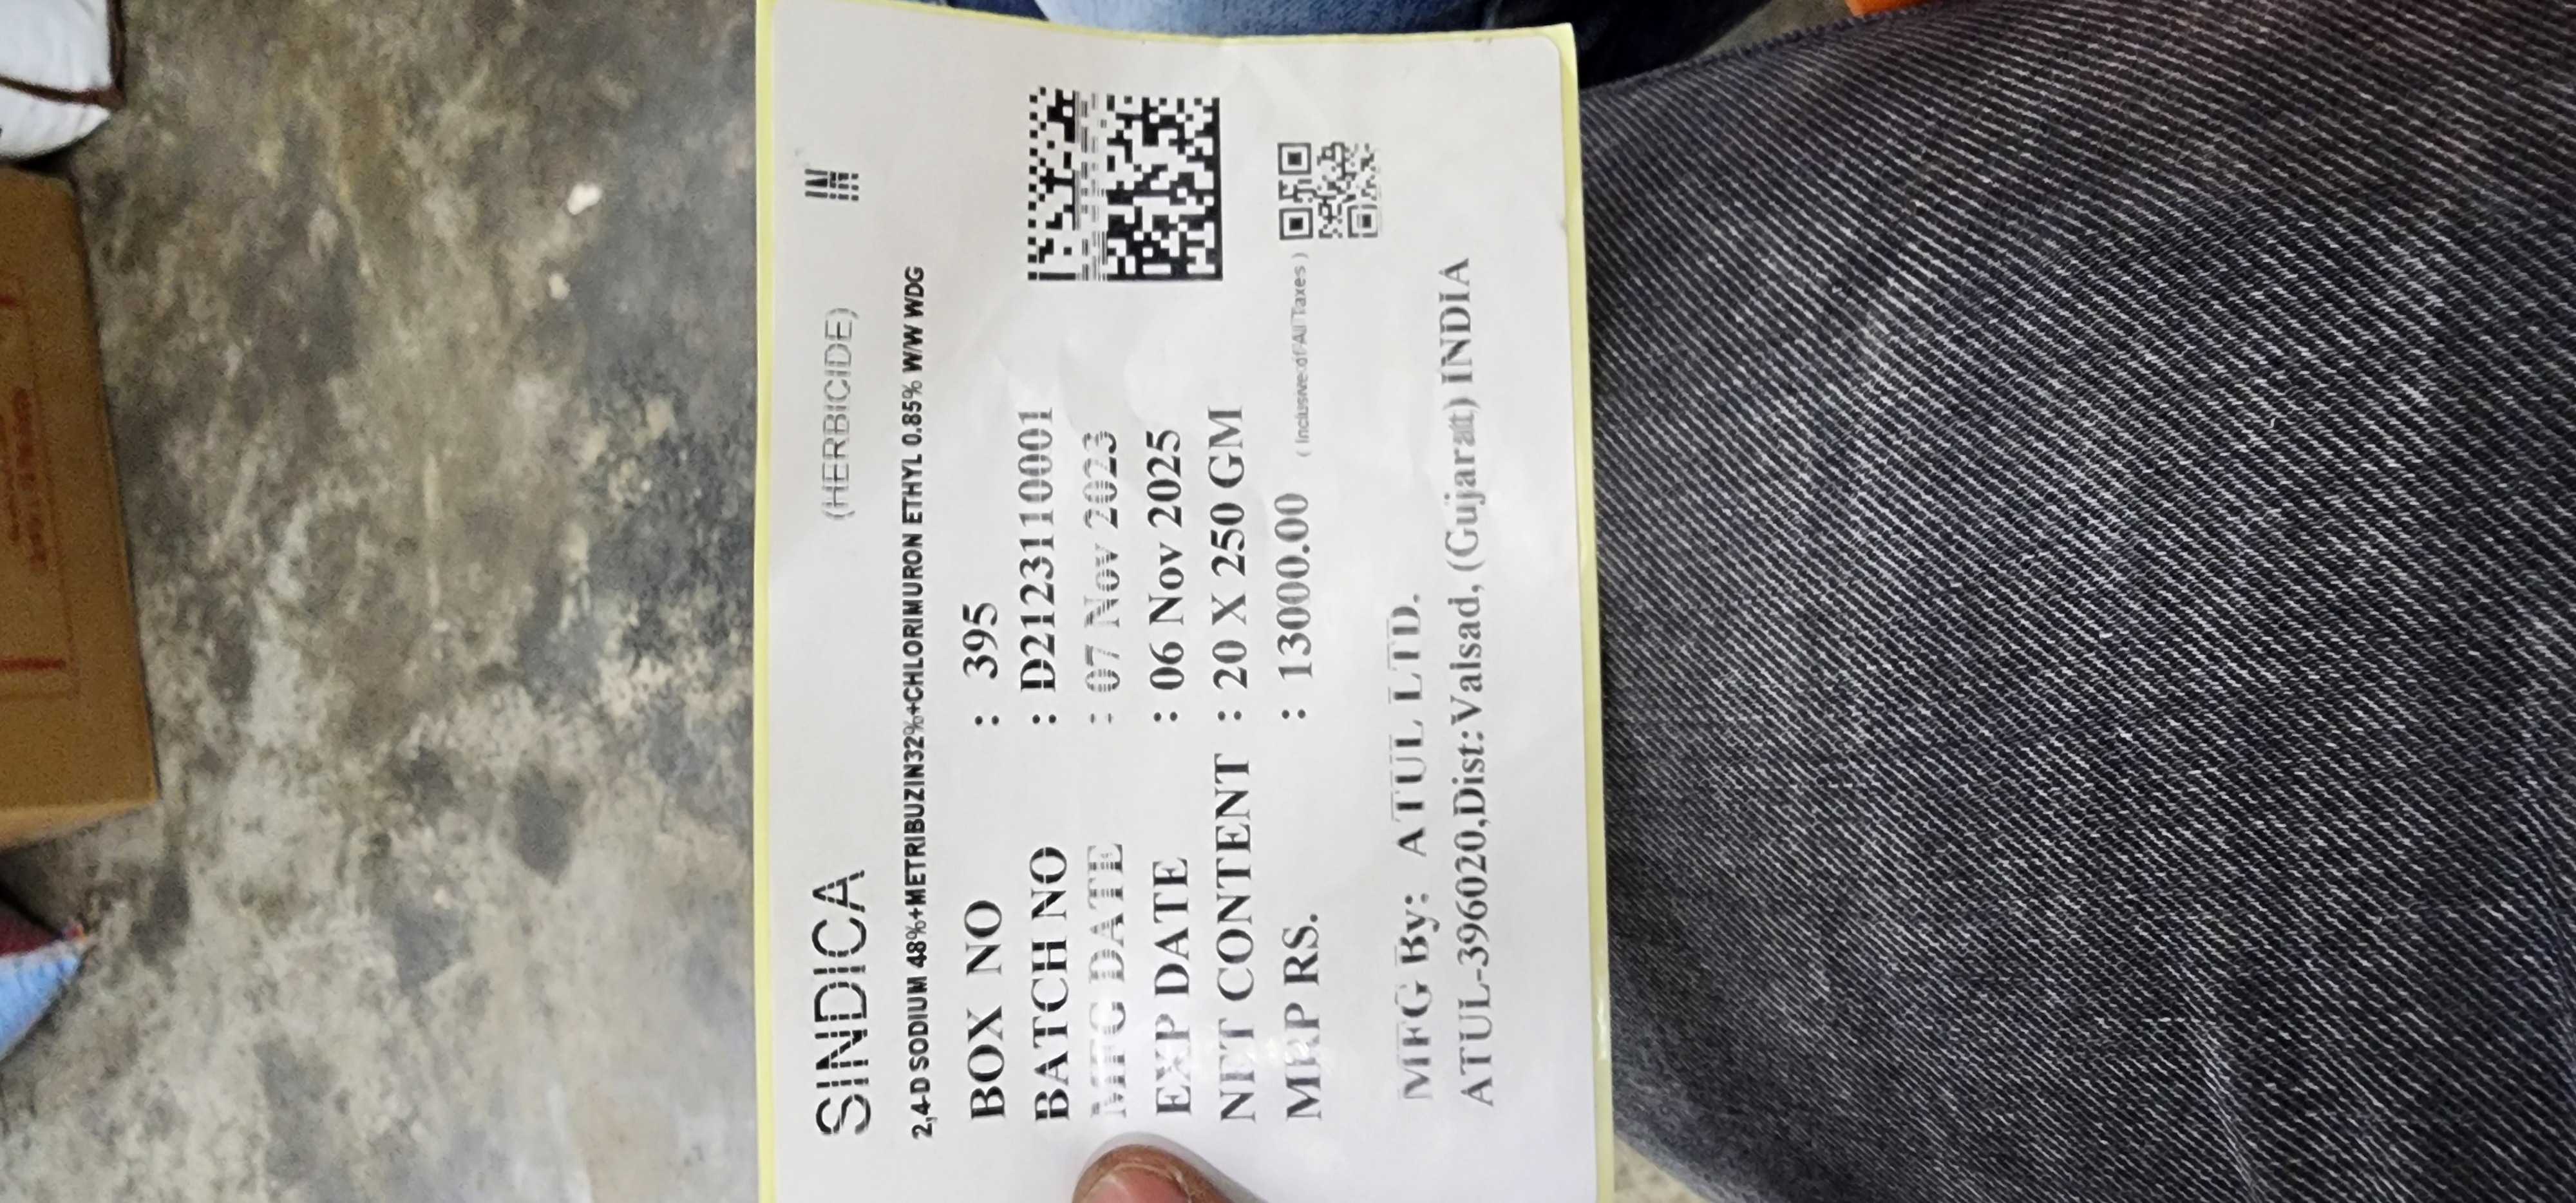 SINDICA (HERBICIDE) IN
2,4-D SODIUM 48%+METRIBUZIN32%+CHLORIMURON ETHYL 0.85% W/W WDG
BOX NO : 395
BATCH NO : D2123110001
MFG DATE : 07 Nov 2023
EXP DATE : 06 Nov 2025
NET CONTENT : 20 X 250 GM
MRP RS. : 13000.00 ( Inclusive of All Taxes )
MFG By: ATUL LTD.
ATUL-396020,Dist:Valsad, (Gujarat) INDIA